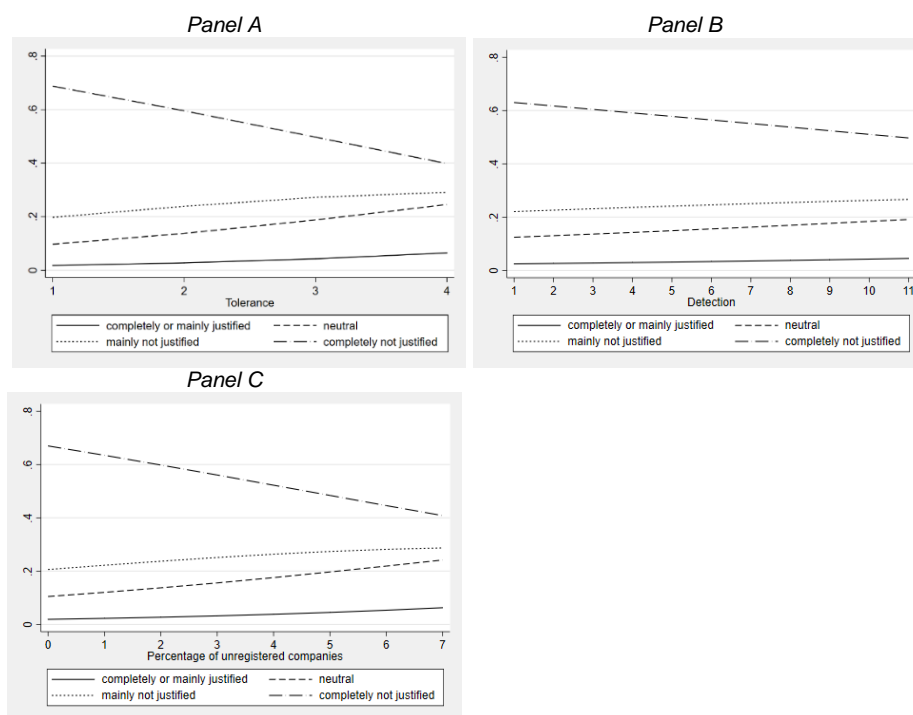 Panel A
.8
.6
.4
.2
0
1 2 3 4
Tolerance
completely or mainly justified neutral
mainly not justified completely not justified
Panel B
.8
.6
.4
.2
0
1 2 3 4 5 6 7 8 9 10 11
Detection
completely or mainly justified neutral
mainly not justified completely not justified
Panel C
.8
.6
.4
.2
0
0 1 2 3 4 5 6 7
Percentage of unregistered companies
completely or mainly justified neutral
mainly not justified completely not justified